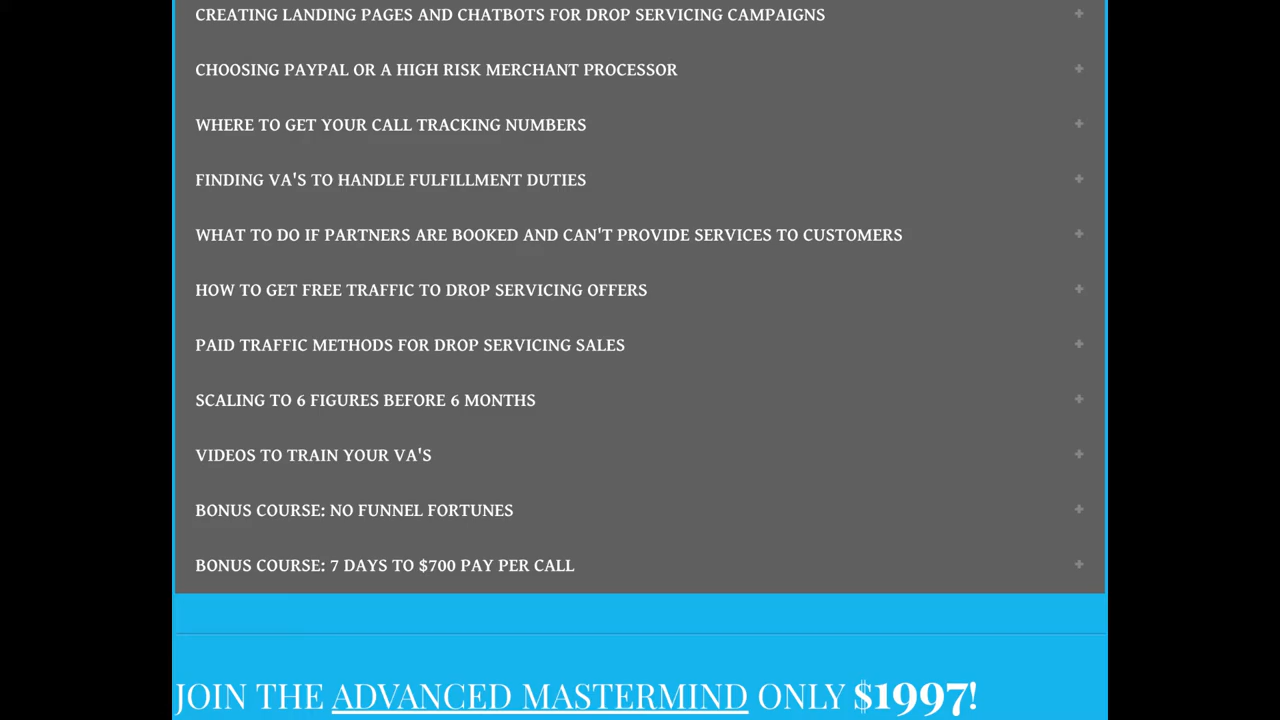 CREATING LANDING PAGES AND CHATBOTS FOR DROP SERVICING CAMPAIGNS
CHOOSING PAYPAL OR A HIGH RISK MERCHANT PROCESSOR
WHERE TO GET YOUR CALL TRACKING NUMBERS
FINDING VA'S TO HANDLE FULFILLMENT DUTIES
WHAT TO DO IF PARTNERS ARE BOOKED AND CAN'T PROVIDE SERVICES TO CUSTOMERS
HOW TO GET FREE TRAFFIC TO DROP SERVICING OFFERS
PAID TRAFFIC METHODS FOR DROP SERVICING SALES
SCALING TO 6 FIGURES BEFORE 6 MONTHS
VIDEOS TO TRAIN YOUR VA'S
BONUS COURSE: NO FUNNEL FORTUNES
BONUS COURSE: 7 DAYS TO $700 PAY PER CALL
JOIN THE ADVANCED MASTERMIND ONLY $1997!